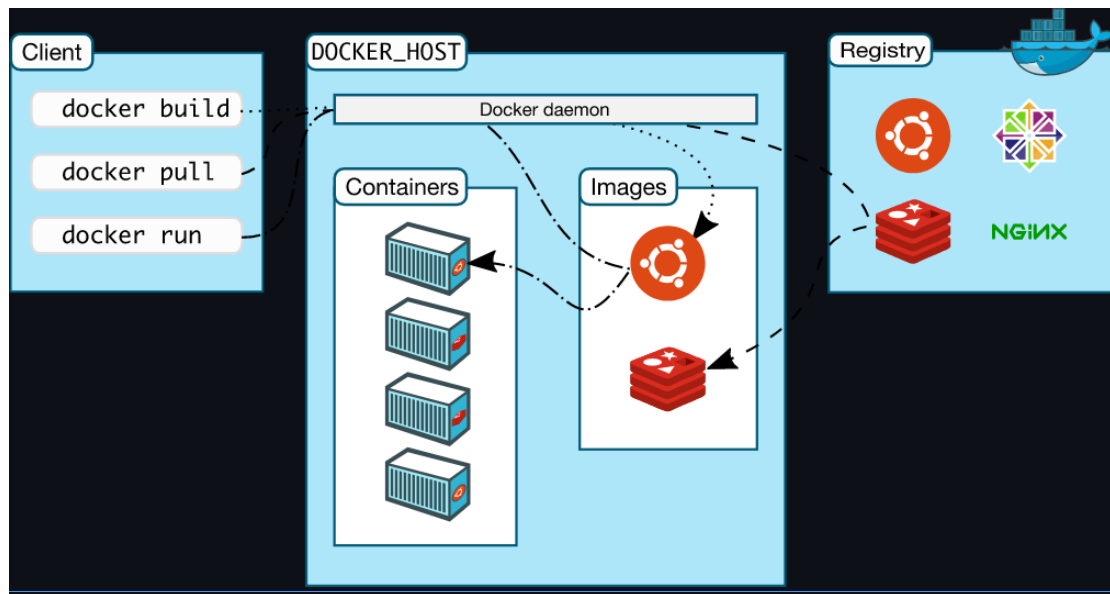 Client
docker build
docker pull
docker run
DOCKER_HOST
Docker daemon
Containers
Images
Registry
NGiNX